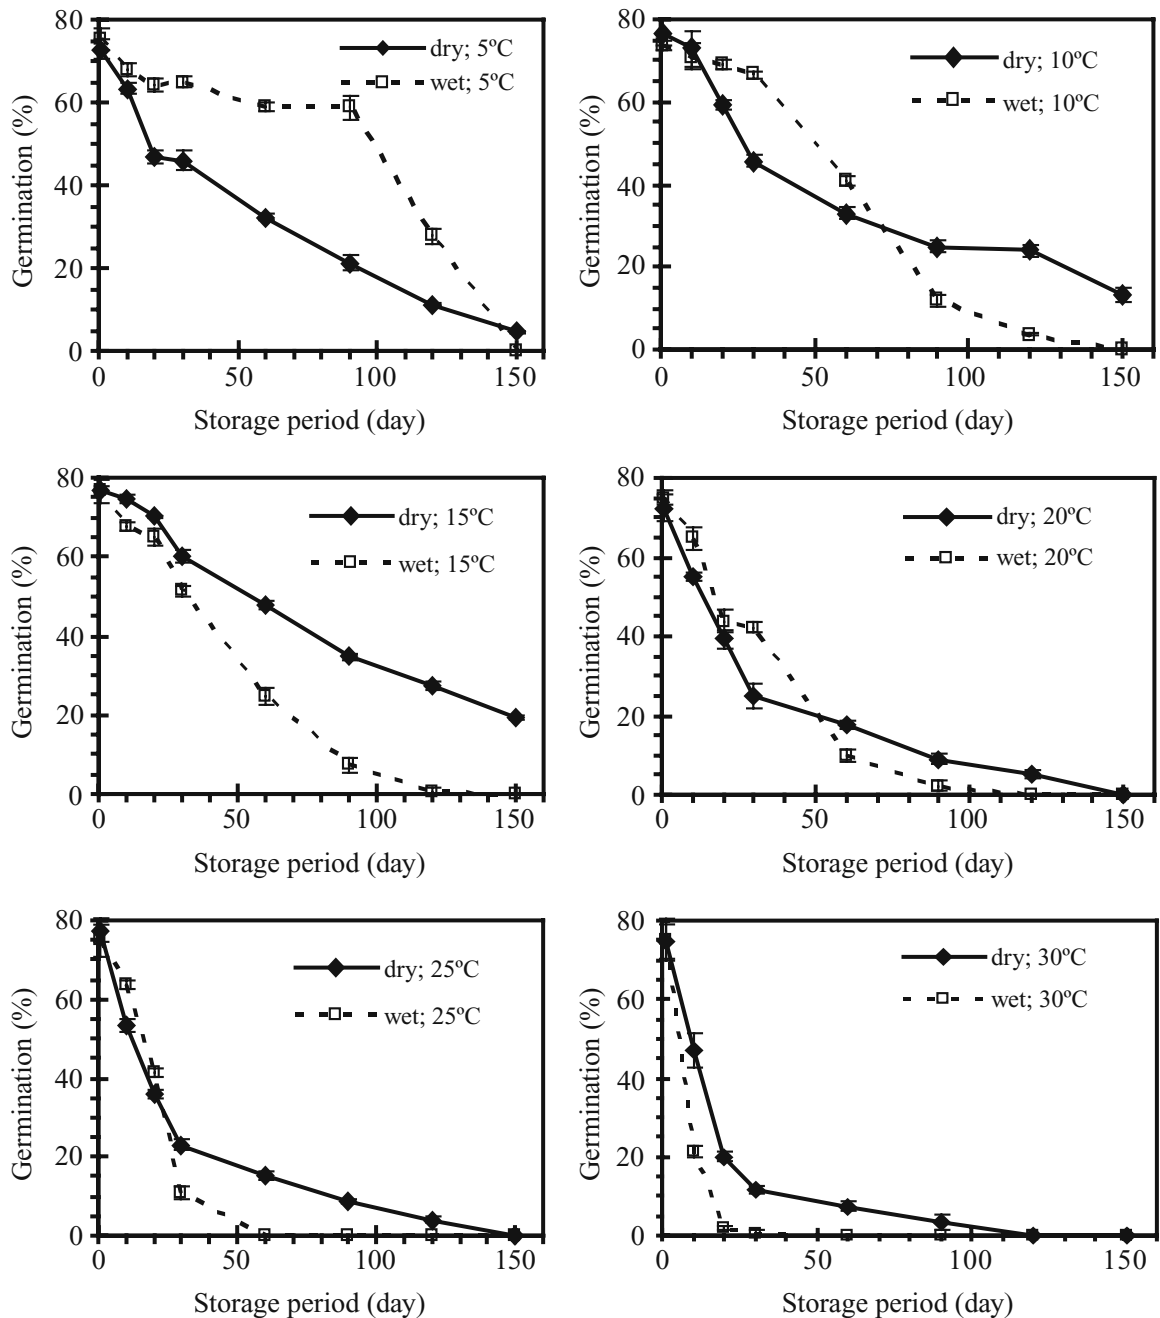 80
60
40
20
0
Germination (%)
dry; 5ºC
wet; 5ºC
0 50 100 150
Storage period (day)
80
60
40
20
0
Germination (%)
dry; 10ºC
wet; 10ºC
0 50 100 150
Storage period (day)
80
60
40
20
0
Germination (%)
dry; 15ºC
wet; 15ºC
0 50 100 150
Storage period (day)
80
60
40
20
0
Germination (%)
dry; 20ºC
wet; 20ºC
0 50 100 150
Storage period (day)
80
60
40
20
0
Germination (%)
dry; 25ºC
wet; 25ºC
0 50 100 150
Storage period (day)
80
60
40
20
0
Germination (%)
dry; 30ºC
wet; 30ºC
0 50 100 150
Storage period (day)